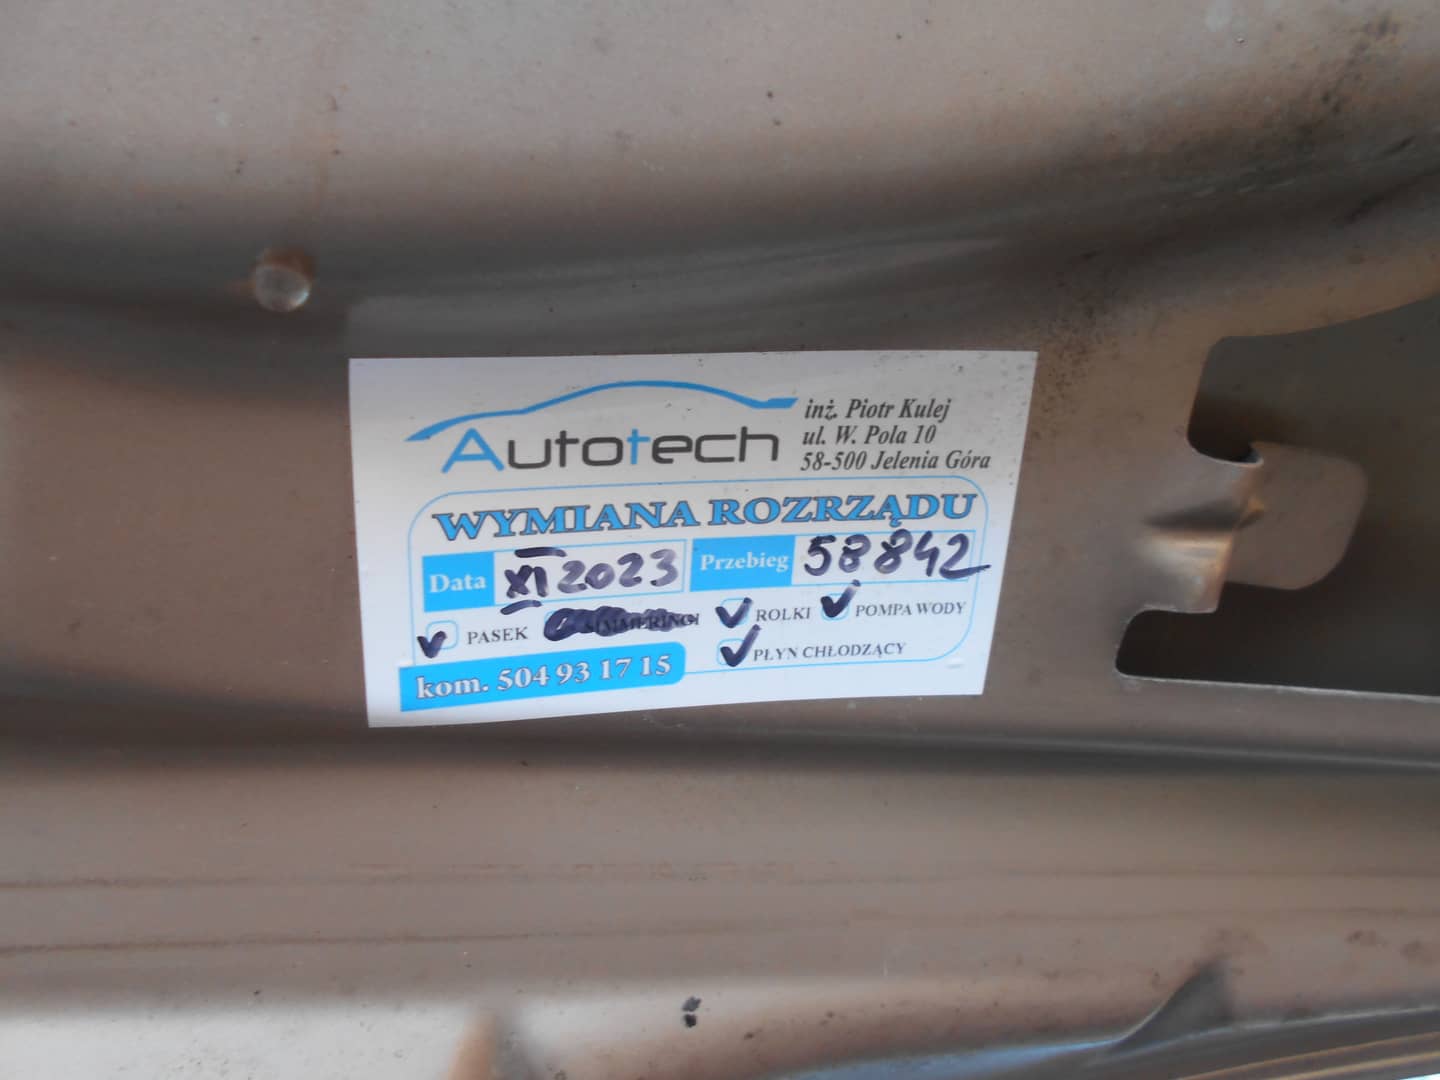 Autotech
inż. Piotr Kulej
ul. W. Pola 10
58-500 Jelenia Góra
WYMIANA ROZRZĄDU
Data XI 2023 Przebieg 58842
PASEK SIMMERINGI ROLKI POMPA WODY
PŁYN CHŁODZĄCY
kom. 504 93 17 15